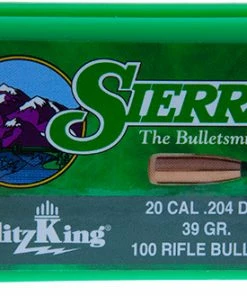 SIERR
The Bulletsmi
litzKing
20 CAL .204 D
39 GR.
100 RIFLE BULL